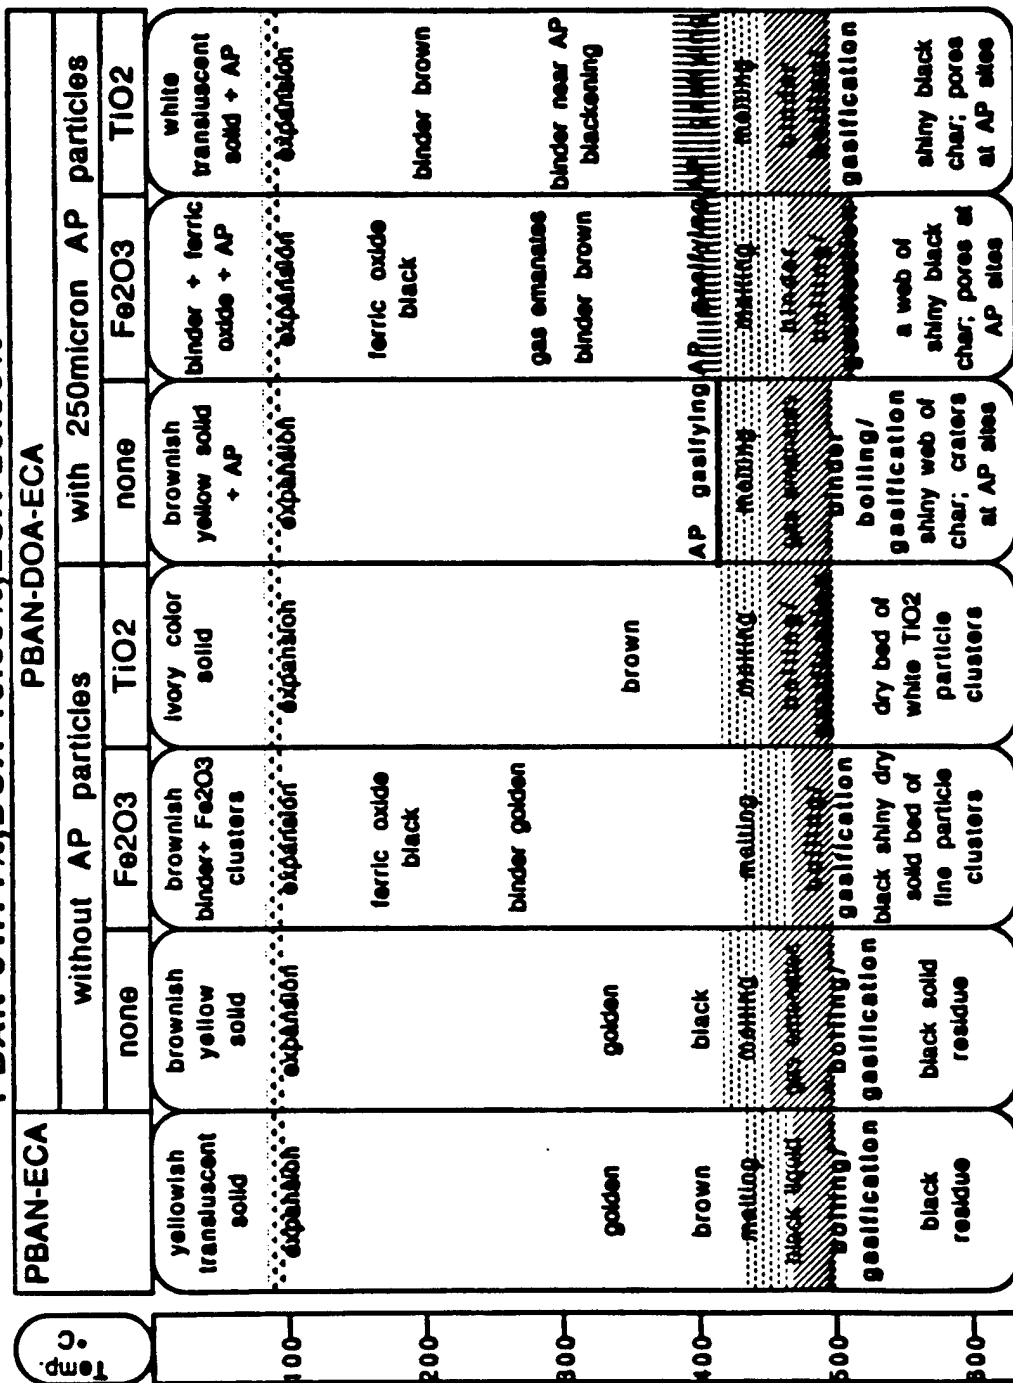 PBAN-ECA
PBAN-DOA-ECA
without AP particles
with 250micron AP particles
none
Fe2O3
TiO2
none
Fe2O3
TiO2
Temp.
°C
100
200
300
400
500
600
yellowish
transluscent
solid
expansion
golden
brown
melting
black liquid
boiling/
gasification
black
residue
brownish
yellow
solid
expansion
golden
black
melting
gas emanates
boiling/
gasification
black solid
residue
brownish
binder+ Fe2O3
clusters
expansion
ferric oxide
black
binder golden
melting
boiling/
gasification
black shiny dry
solid bed of
fine particle
clusters
ivory color
solid
expansion
brown
melting
boiling/
gasification
dry bed of
white TiO2
particle
clusters
brownish
yellow solid
+ AP
expansion
AP gasifying
melting
gas emanates
binder
boiling/
gasification
shiny web of
char; craters
at AP sites
binder + ferric
oxide + AP
expansion
ferric oxide
black
gas emanates
binder brown
AP gasifying
melting
binder
boiling/
gasification
a web of
shiny black
char; pores at
AP sites
white
transluscent
solid + AP
expansion
binder brown
binder near AP
blackening
AP gasifying
melting
binder
boiling/
gasification
shiny black
char; pores
at AP sites